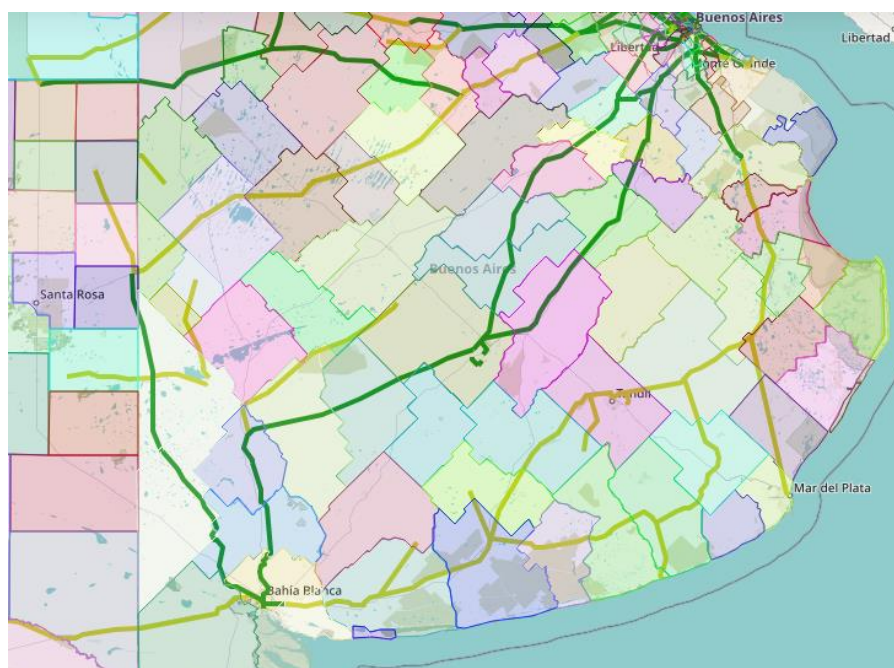 Buenos Aires
Libertad
Libertad
Monte Grande
Buenos Aires
Santa Rosa
Tandil
Mar del Plata
Bahía Blanca